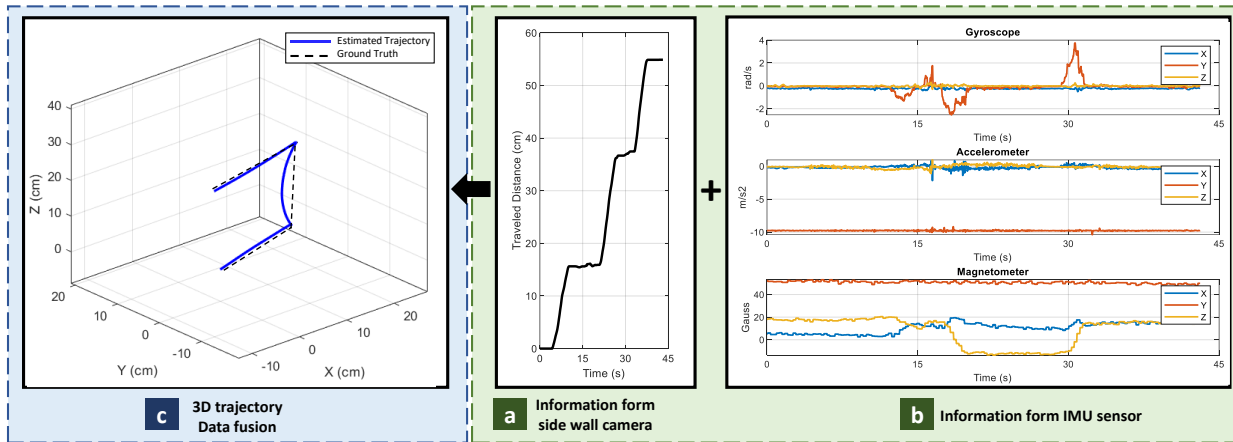 Estimated Trajectory
Ground Truth
40
30
20
10
0
Z (cm)
20
10
0
-10
Y (cm)
-10
0
10
20
X (cm)
c
3D trajectory
Data fusion
60
50
40
30
20
10
0
Traveled Distance (cm)
0 15 30 45
Time (s)
a
Information form
side wall camera
+
Gyroscope
4
2
0
-2
rad/s
X
Y
Z
0 15 30 45
Time (s)
Accelerometer
0
-5
-10
m/s2
X
Y
Z
0 15 30 45
Time (s)
Magnetometer
40
20
0
Gauss
X
Y
Z
0 15 30 45
Time (s)
b
Information form IMU sensor